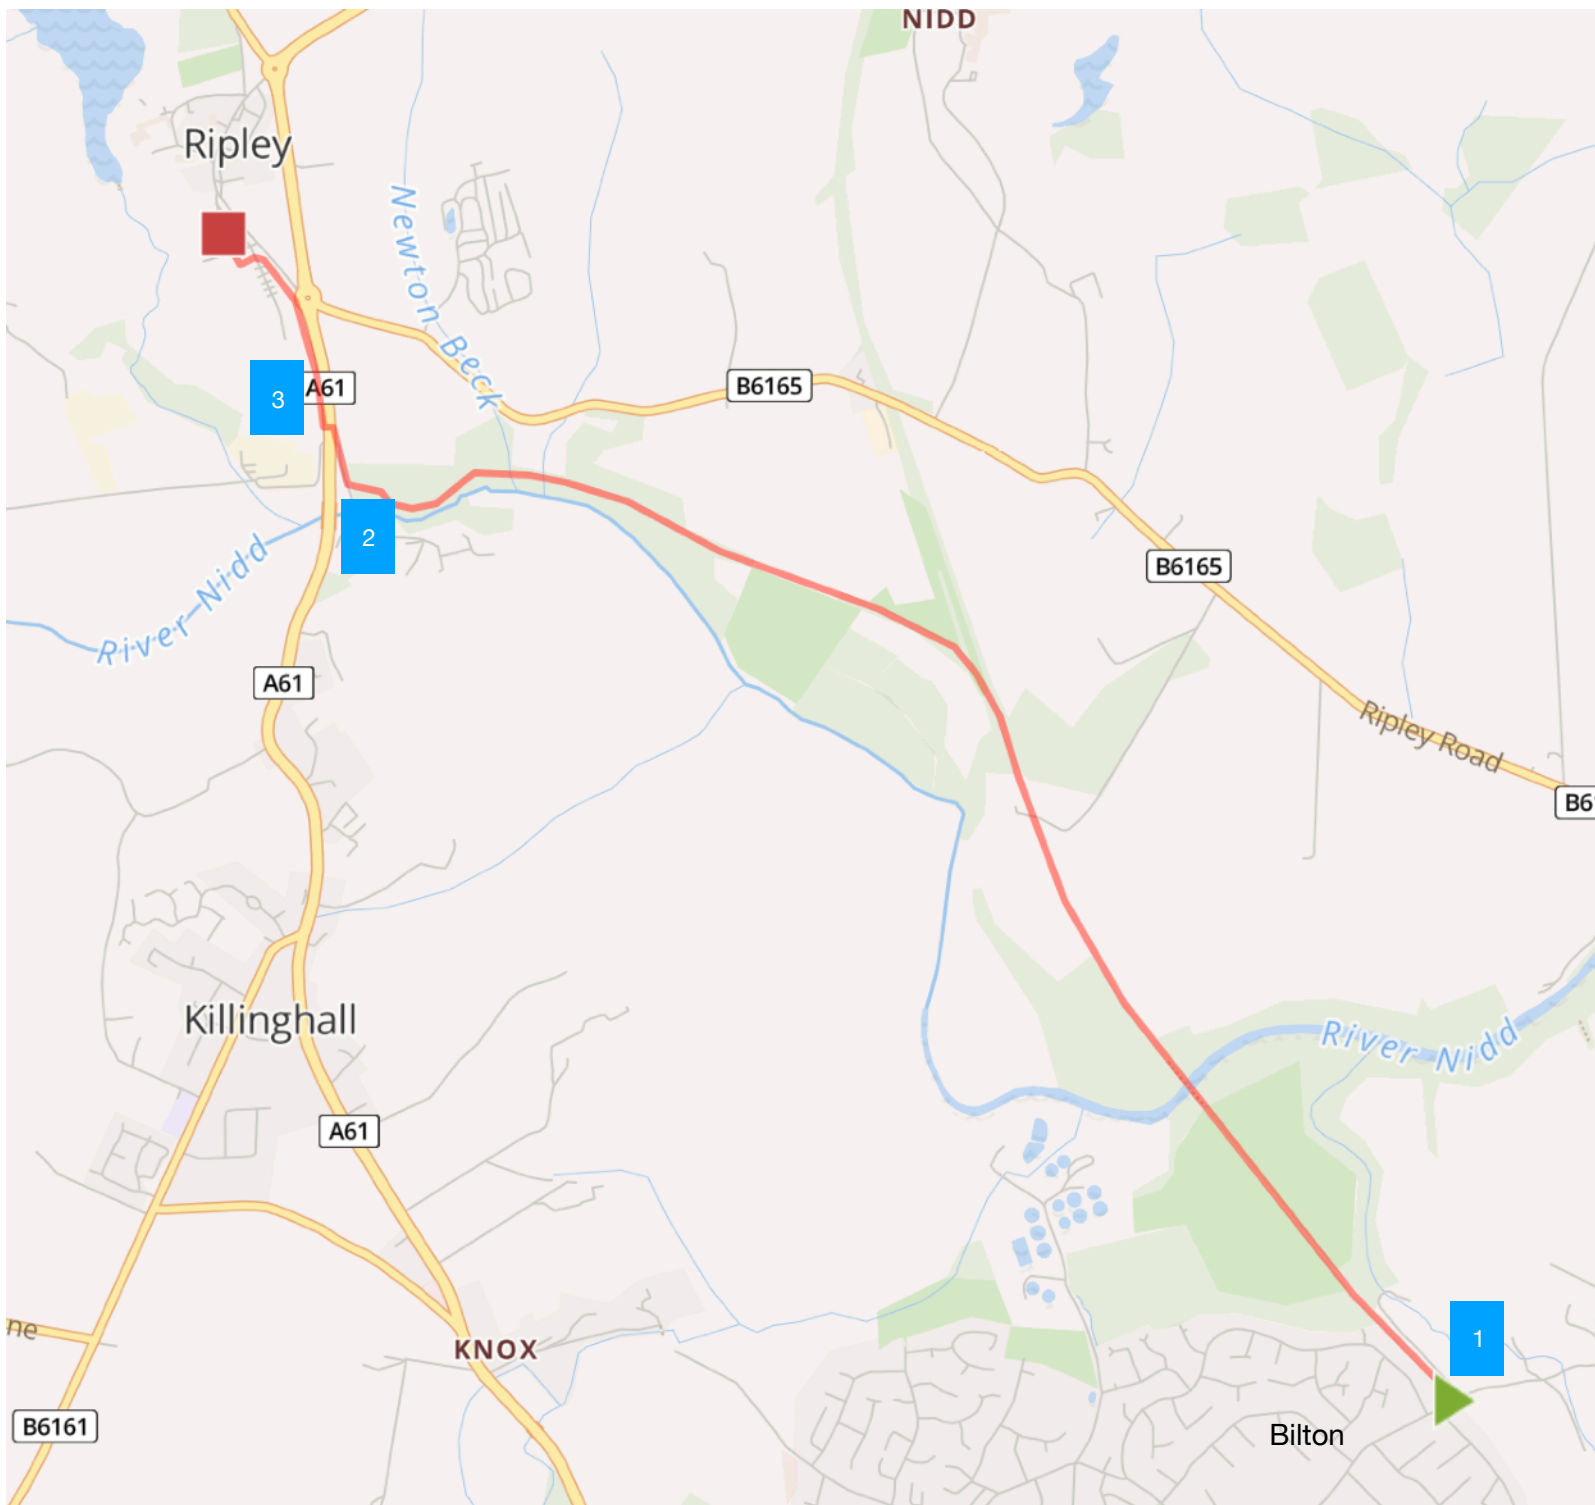 NIDD
Ripley
Newton Beck
3
A61
B6165
2
B6165
River Nidd
A61
Ripley Road
B6
Killinghall
River Nidd
A61
ne
KNOX
1
B6161
Bilton